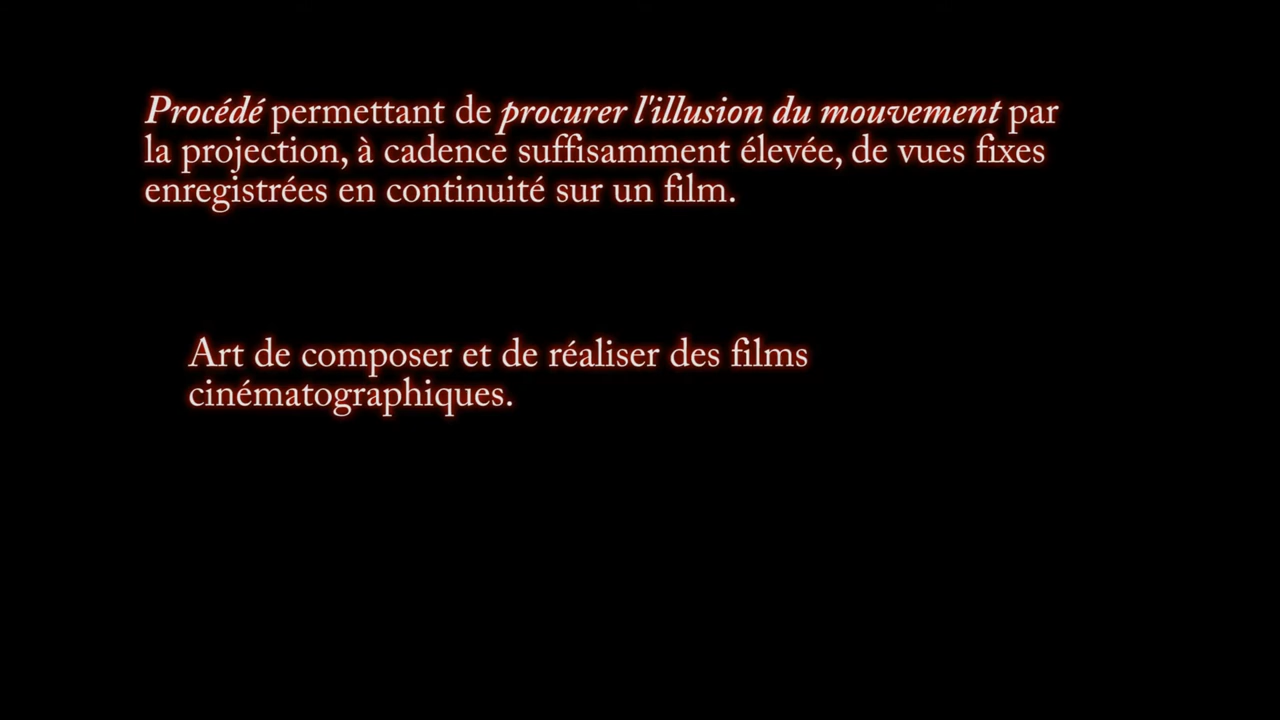 Procédé permettant de procurer l'illusion du mouvement par
la projection, à cadence suffisamment élevée, de vues fixes
enregistrées en continuité sur un film.
Art de composer et de réaliser des films
cinématographiques.